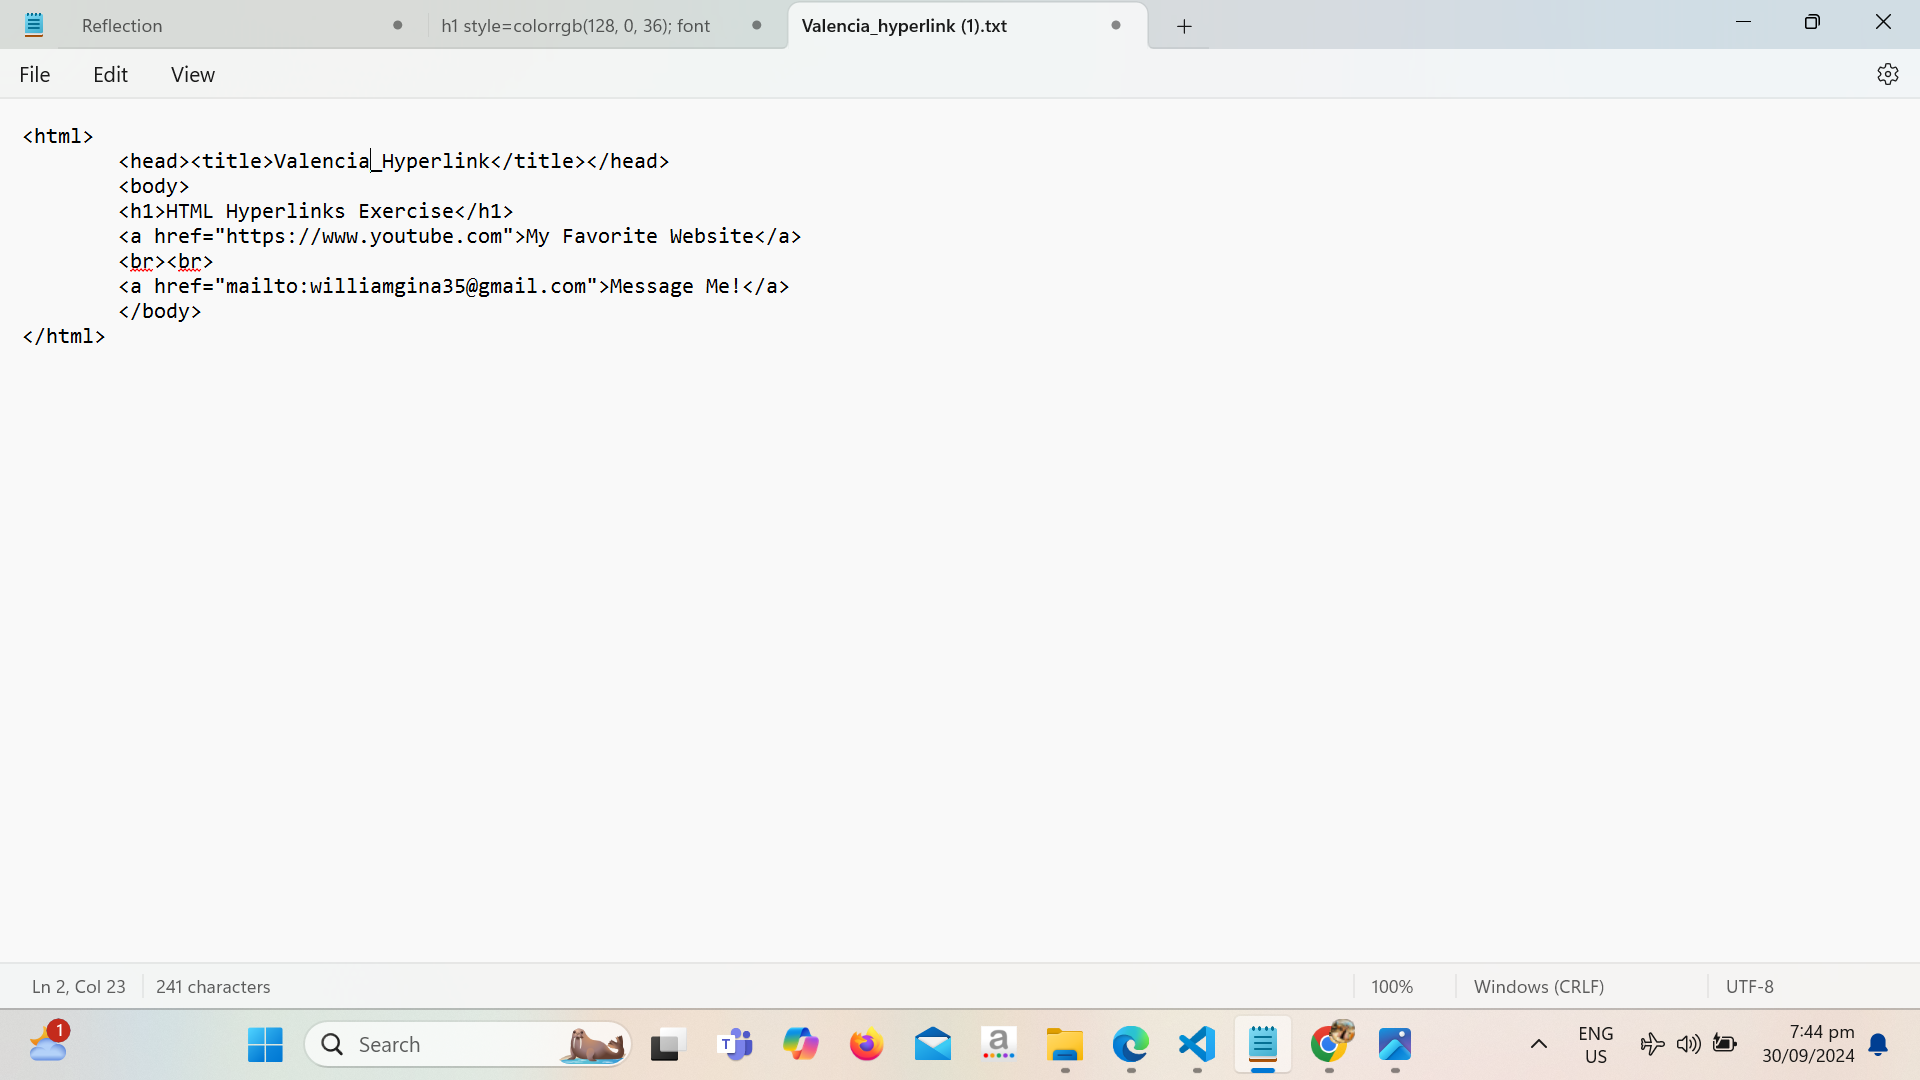 Reflection
h1 style=colorrgb(128, 0, 36); font
Valencia_hyperlink (1).txt
File Edit View
<html>
<head><title>Valencia_Hyperlink</title></head>
<body>
<h1>HTML Hyperlinks Exercise</h1>
<a href="https://www.youtube.com">My Favorite Website</a>
<br><br>
<a href="mailto:williamgina35@gmail.com">Message Me!</a>
</body>
</html>
Ln 2, Col 23 241 characters 100% Windows (CRLF) UTF-8
1
Search
T
a
ENG
US
7:44 pm
30/09/2024